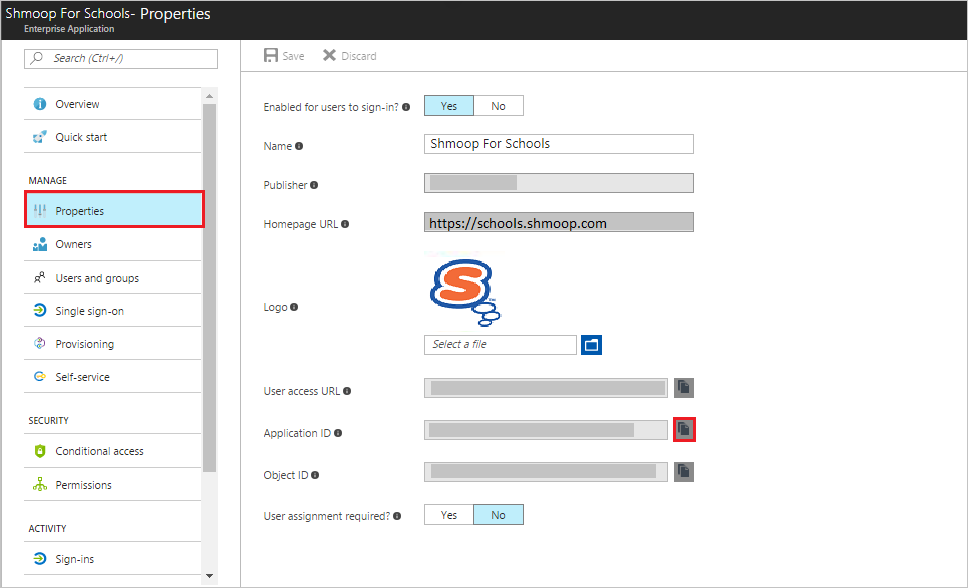 Shmoop For Schools- Properties
Enterprise Application
Search (Ctrl+/)
Overview
Quick start
MANAGE
Properties
Owners
Users and groups
Single sign-on
Provisioning
Self-service
SECURITY
Conditional access
Permissions
ACTIVITY
Sign-ins
Save Discard
Enabled for users to sign-in? Yes No
Name Shmoop For Schools
Publisher
Homepage URL https://schools.shmoop.com
Logo S
Select a file
User access URL
Application ID
Object ID
User assignment required? Yes No